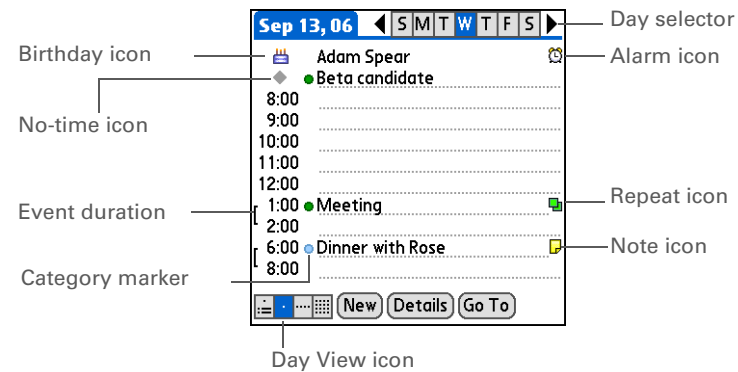 Sep 13, 06 S M T W T F S Day selector
Birthday icon Adam Spear Alarm icon
Beta candidate
8:00
No-time icon 9:00
10:00
11:00
12:00
1:00 Meeting Repeat icon
Event duration
2:00
6:00 Dinner with Rose Note icon
8:00
Category marker
New Details Go To
Day View icon